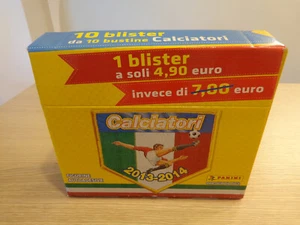 10 blister
da 10 bustine Calciatori
1 blister
a soli 4,90 euro
invece di 7,00 euro
Calciatori
2013-2014
PANINI